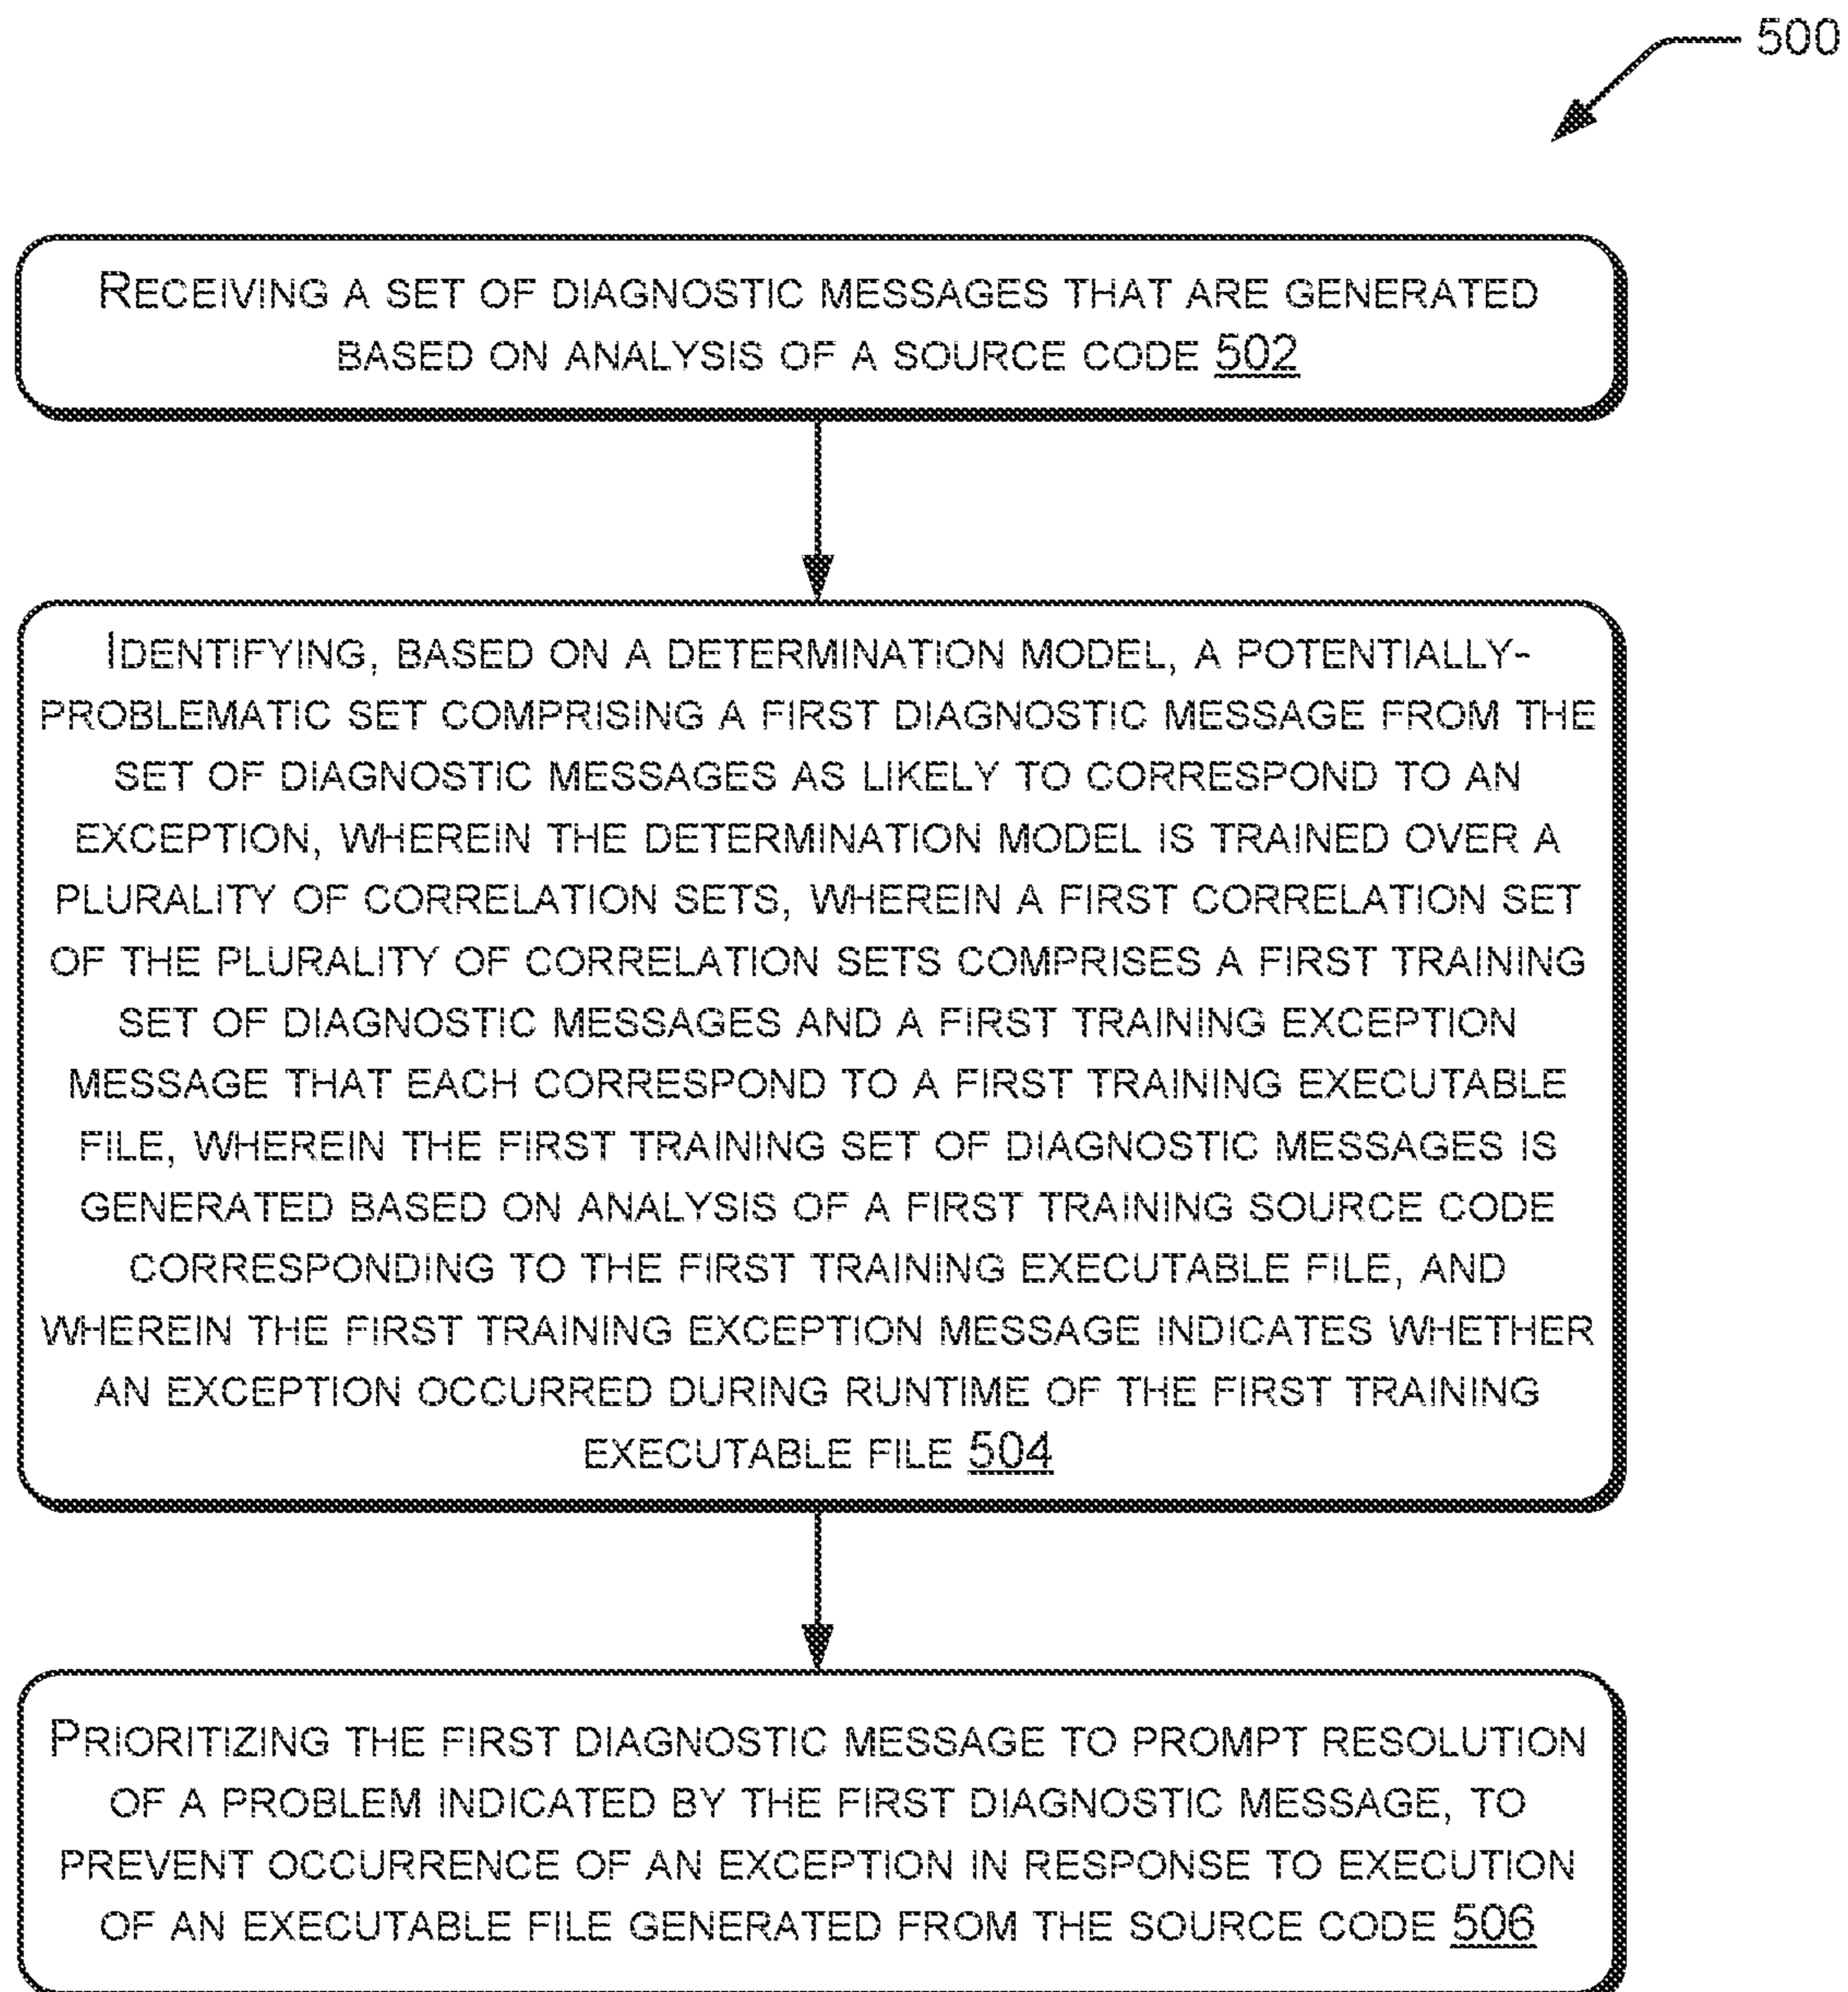 500
RECEIVING A SET OF DIAGNOSTIC MESSAGES THAT ARE GENERATED
BASED ON ANALYSIS OF A SOURCE CODE 502
IDENTIFYING, BASED ON A DETERMINATION MODEL, A POTENTIALLY-
PROBLEMATIC SET COMPRISING A FIRST DIAGNOSTIC MESSAGE FROM THE
SET OF DIAGNOSTIC MESSAGES AS LIKELY TO CORRESPOND TO AN
EXCEPTION, WHEREIN THE DETERMINATION MODEL IS TRAINED OVER A
PLURALITY OF CORRELATION SETS, WHEREIN A FIRST CORRELATION SET
OF THE PLURALITY OF CORRELATION SETS COMPRISES A FIRST TRAINING
SET OF DIAGNOSTIC MESSAGES AND A FIRST TRAINING EXCEPTION
MESSAGE THAT EACH CORRESPOND TO A FIRST TRAINING EXECUTABLE
FILE, WHEREIN THE FIRST TRAINING SET OF DIAGNOSTIC MESSAGES IS
GENERATED BASED ON ANALYSIS OF A FIRST TRAINING SOURCE CODE
CORRESPONDING TO THE FIRST TRAINING EXECUTABLE FILE, AND
WHEREIN THE FIRST TRAINING EXCEPTION MESSAGE INDICATES WHETHER
AN EXCEPTION OCCURRED DURING RUNTIME OF THE FIRST TRAINING
EXECUTABLE FILE 504
PRIORITIZING THE FIRST DIAGNOSTIC MESSAGE TO PROMPT RESOLUTION
OF A PROBLEM INDICATED BY THE FIRST DIAGNOSTIC MESSAGE, TO
PREVENT OCCURRENCE OF AN EXCEPTION IN RESPONSE TO EXECUTION
OF AN EXECUTABLE FILE GENERATED FROM THE SOURCE CODE 506